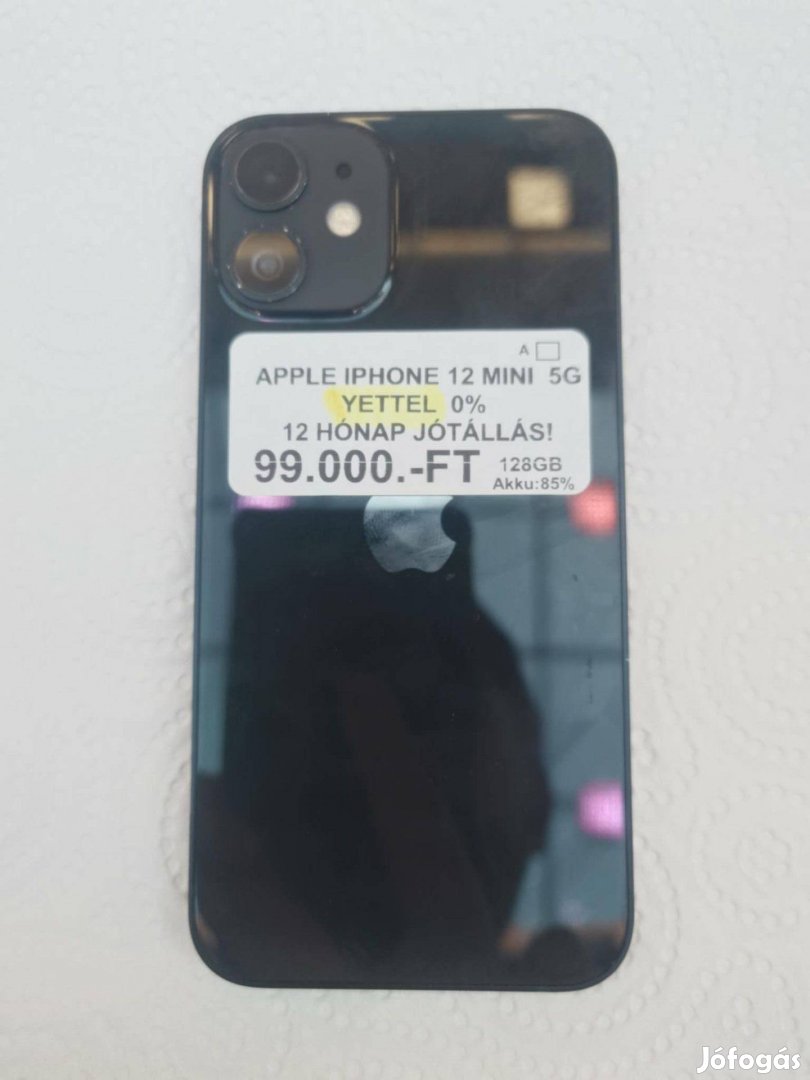 A
APPLE IPHONE 12 MINI 5G
YETTEL 0%
12 HÓNAP JÓTÁLLÁS!
99.000.-FT 128GB
Akku:85%
Jófogás